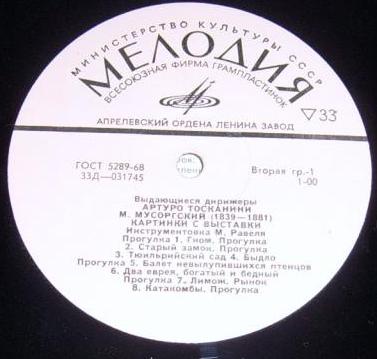 МИНИСТЕРСТВО КУЛЬТУРЫ СССР
МЕЛОДИЯ
ВСЕСОЮЗНАЯ ФИРМА ГРАМПЛАСТИНОК
▽33
АПРЕЛЕВСКИЙ ОРДЕНА ЛЕНИНА ЗАВОД
ГОСТ 5289-68
33Д—031745
Вторая гр.-1
1-00
Выдающиеся дирижеры
АРТУРО ТОСКАНИНИ
М. МУСОРГСКИЙ (1839—1881)
КАРТИНКИ С ВЫСТАВКИ
Инструментовка М. Равеля
Прогулка 1. Гном, Прогулка
2. Старый замок, Прогулка
3. Тюильрийский сад 4. Быдло
Прогулка 5. Балет невылупившихся птенцов
6. Два еврея, богатый и бедный
Прогулка 7. Лимож. Рынок
8. Катакомбы, Прогулка